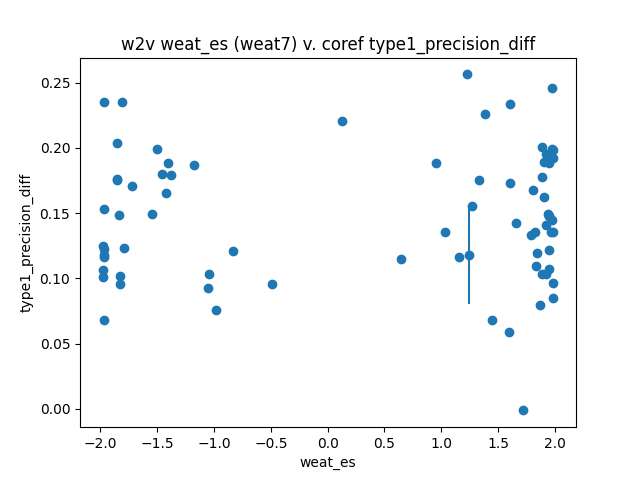 w2v weat_es (weat7) v. coref type1_precision_diff
0.25
0.20
0.15
0.10
0.05
0.00
type1_precision_diff
−2.0 −1.5 −1.0 −0.5 0.0 0.5 1.0 1.5 2.0
weat_es